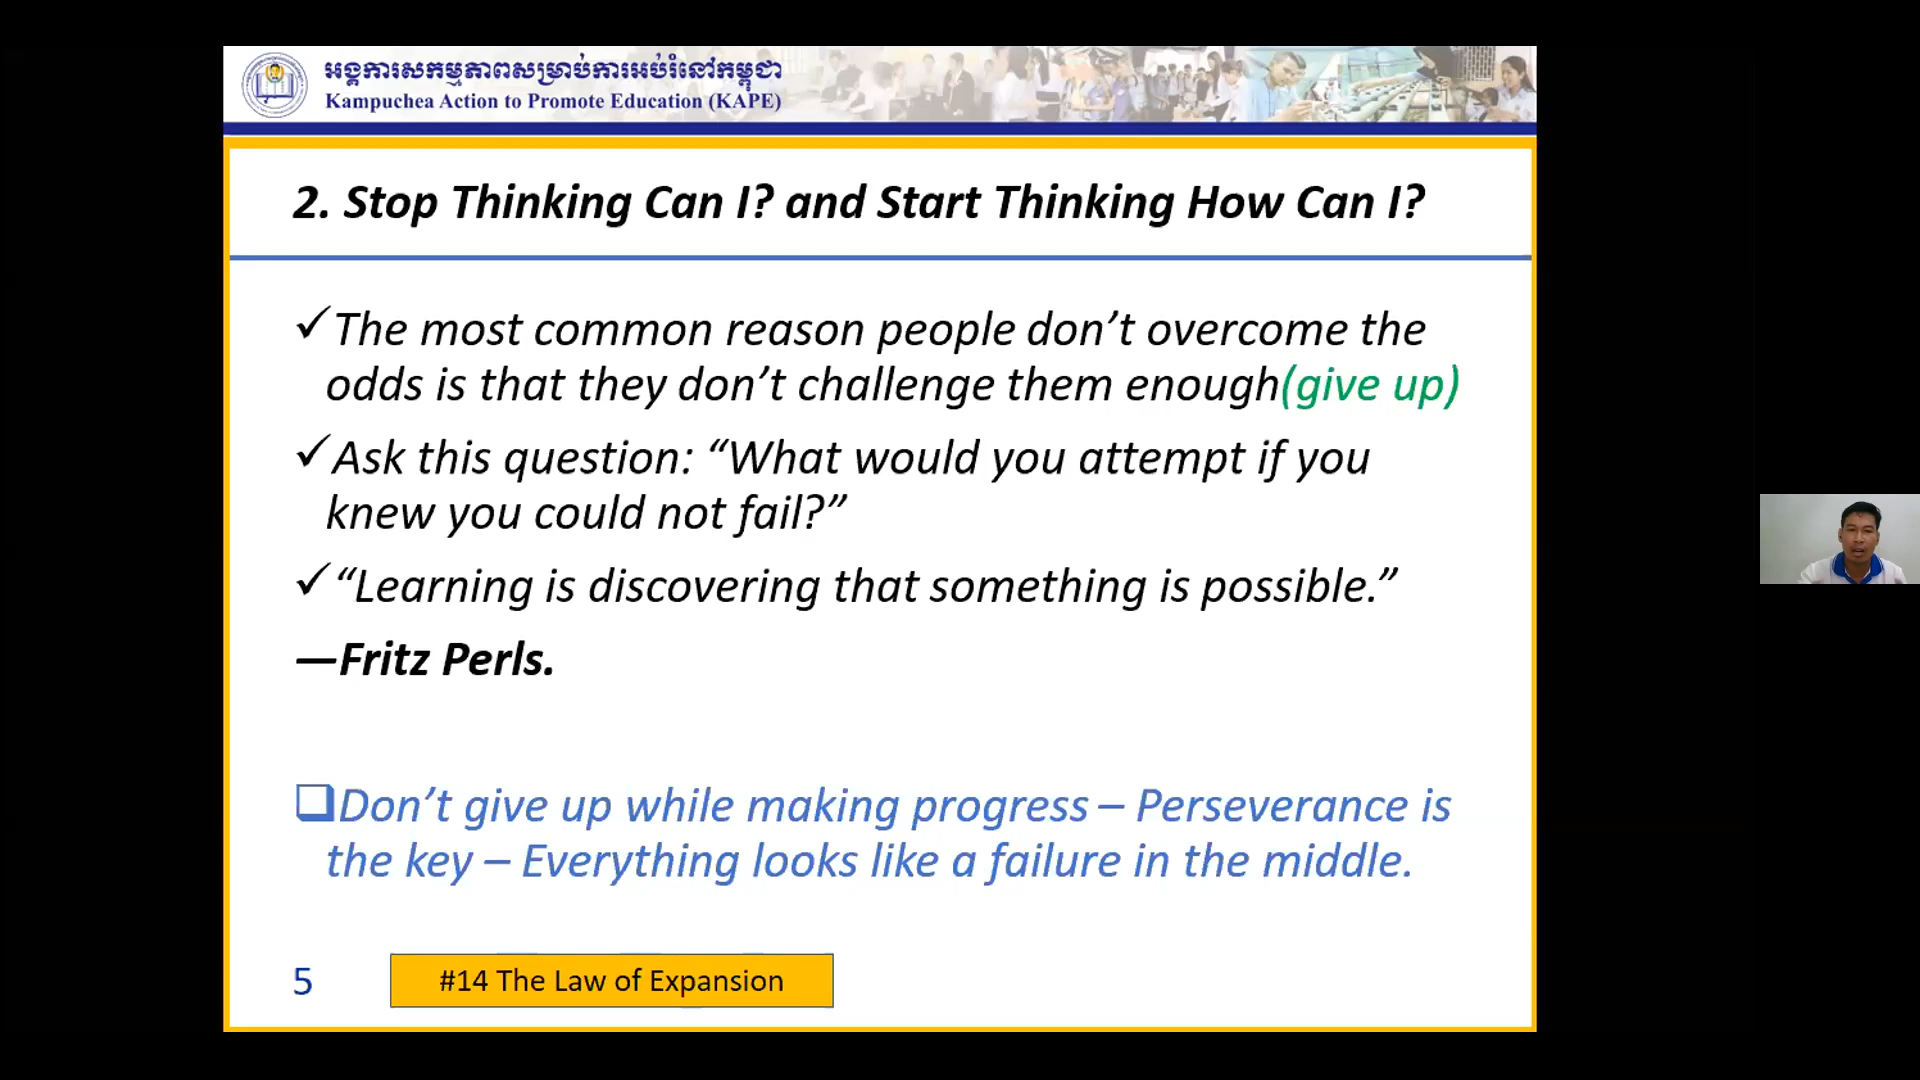 អង្គការសកម្មភាពសម្រាប់ការអប់រំនៅកម្ពុជា
Kampuchea Action to Promote Education (KAPE)
2. Stop Thinking Can I? and Start Thinking How Can I?
✓The most common reason people don’t overcome the
odds is that they don’t challenge them enough(give up)
✓Ask this question: “What would you attempt if you
knew you could not fail?”
✓“Learning is discovering that something is possible.”
—Fritz Perls.
❑Don’t give up while making progress – Perseverance is
the key – Everything looks like a failure in the middle.
5
#14 The Law of Expansion